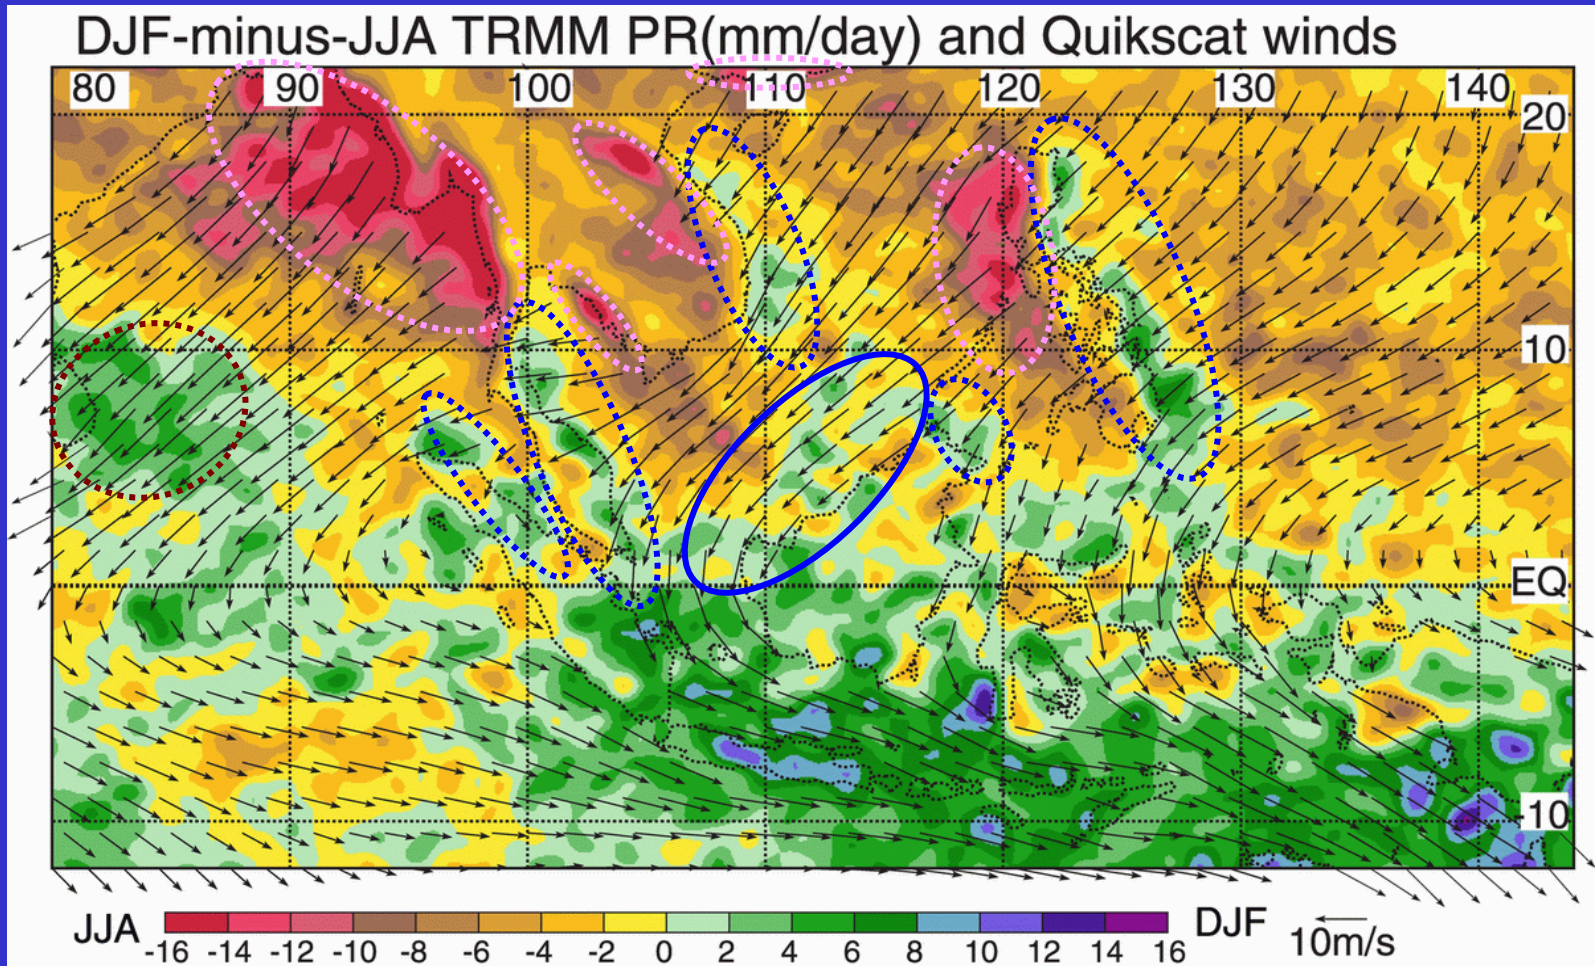 DJF-minus-JJA TRMM PR(mm/day) and Quikscat winds
80 90 100 110 120 130 140
20
10
EQ
-10
JJA DJF
-16 -14 -12 -10 -8 -6 -4 -2 0 2 4 6 8 10 12 14 16
10m/s